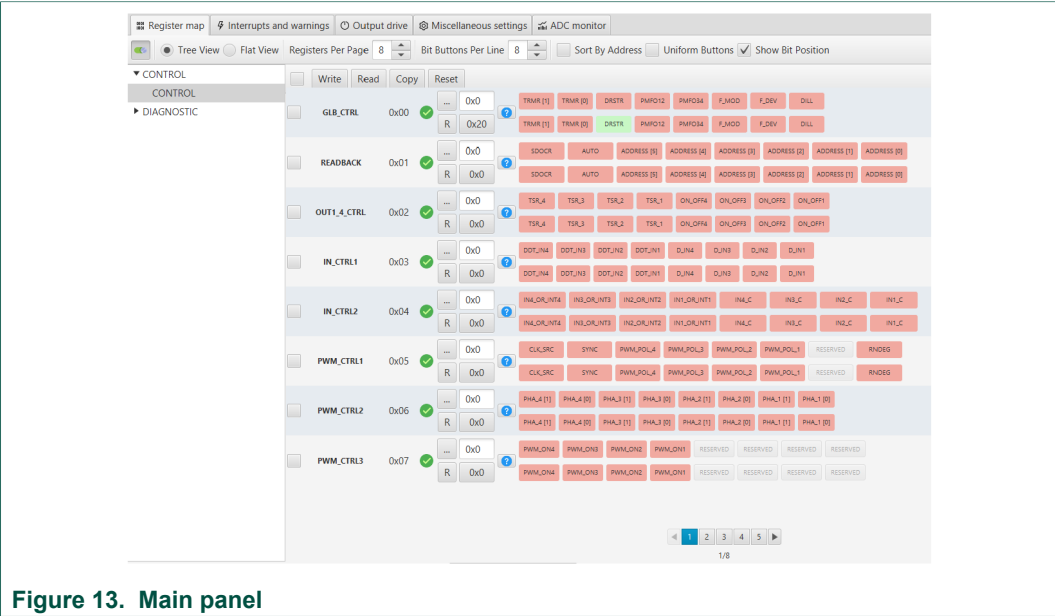 Register map Interrupts and warnings Output drive Miscellaneous settings ADC monitor
Tree View Flat View Registers Per Page 8 Bit Buttons Per Line 8 Sort By Address Uniform Buttons Show Bit Position
CONTROL
CONTROL
DIAGNOSTIC
Write Read Copy Reset
... 0x0 TRMR [1] TRMR [0] DRSTR PMFO12 PMFO34 F_MOD F_DEV DILL
GLB_CTRL 0x00 ?
R 0x20 TRMR [1] TRMR [0] DRSTR PMFO12 PMFO34 F_MOD F_DEV DILL
... 0x0 SDOCR AUTO ADDRESS [5] ADDRESS [4] ADDRESS [3] ADDRESS [2] ADDRESS [1] ADDRESS [0]
READBACK 0x01 ?
R 0x0 SDOCR AUTO ADDRESS [5] ADDRESS [4] ADDRESS [3] ADDRESS [2] ADDRESS [1] ADDRESS [0]
... 0x0 TSR_4 TSR_3 TSR_2 TSR_1 ON_OFF4 ON_OFF3 ON_OFF2 ON_OFF1
OUT1_4_CTRL 0x02 ?
R 0x0 TSR_4 TSR_3 TSR_2 TSR_1 ON_OFF4 ON_OFF3 ON_OFF2 ON_OFF1
... 0x0 DDT_IN4 DDT_IN3 DDT_IN2 DDT_IN1 D_IN4 D_IN3 D_IN2 D_IN1
IN_CTRL1 0x03 ?
R 0x0 DDT_IN4 DDT_IN3 DDT_IN2 DDT_IN1 D_IN4 D_IN3 D_IN2 D_IN1
... 0x0 IN4_OR_INT4 IN3_OR_INT3 IN2_OR_INT2 IN1_OR_INT1 IN4_C IN3_C IN2_C IN1_C
IN_CTRL2 0x04 ?
R 0x0 IN4_OR_INT4 IN3_OR_INT3 IN2_OR_INT2 IN1_OR_INT1 IN4_C IN3_C IN2_C IN1_C
... 0x0 CLK_SRC SYNC PWM_POL_4 PWM_POL_3 PWM_POL_2 PWM_POL_1 RESERVED RNDEG
PWM_CTRL1 0x05 ?
R 0x0 CLK_SRC SYNC PWM_POL_4 PWM_POL_3 PWM_POL_2 PWM_POL_1 RESERVED RNDEG
... 0x0 PHA_4 [1] PHA_4 [0] PHA_3 [1] PHA_3 [0] PHA_2 [1] PHA_2 [0] PHA_1 [1] PHA_1 [0]
PWM_CTRL2 0x06 ?
R 0x0 PHA_4 [1] PHA_4 [0] PHA_3 [1] PHA_3 [0] PHA_2 [1] PHA_2 [0] PHA_1 [1] PHA_1 [0]
... 0x0 PWM_ON4 PWM_ON3 PWM_ON2 PWM_ON1 RESERVED RESERVED RESERVED RESERVED
PWM_CTRL3 0x07 ?
R 0x0 PWM_ON4 PWM_ON3 PWM_ON2 PWM_ON1 RESERVED RESERVED RESERVED RESERVED
1 2 3 4 5
1/8
Figure 13. Main panel